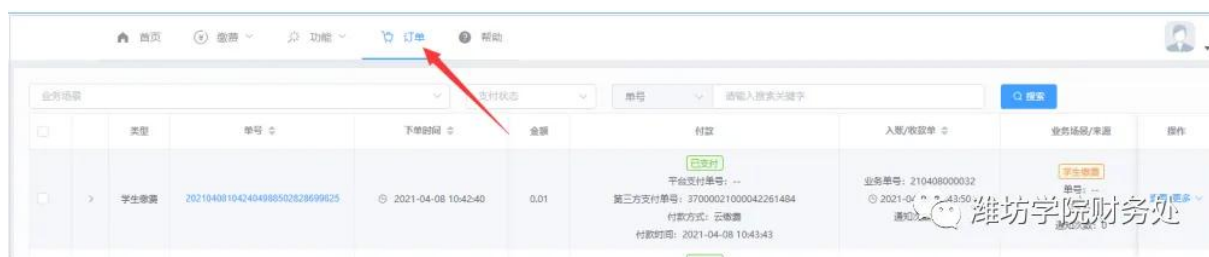 首页 缴费 功能 订单 帮助
业务场景 支付状态 单号 请输入搜索关键字 搜索
类型 单号 下单时间 金额 付款 入账/收款单 业务场景/来源 操作
已支付
学生缴费
平台支付单号: --
业务单号: 210408000032
单号: --
学生缴费 2021040810424049885028286996​25 2021-04-08 10:42:40 0.01
第三方支付单号: 37000021000042261484
更多
付款方式: 云缴费
潍坊学院财务处
付款时间: 2021-04-08 10:43:43